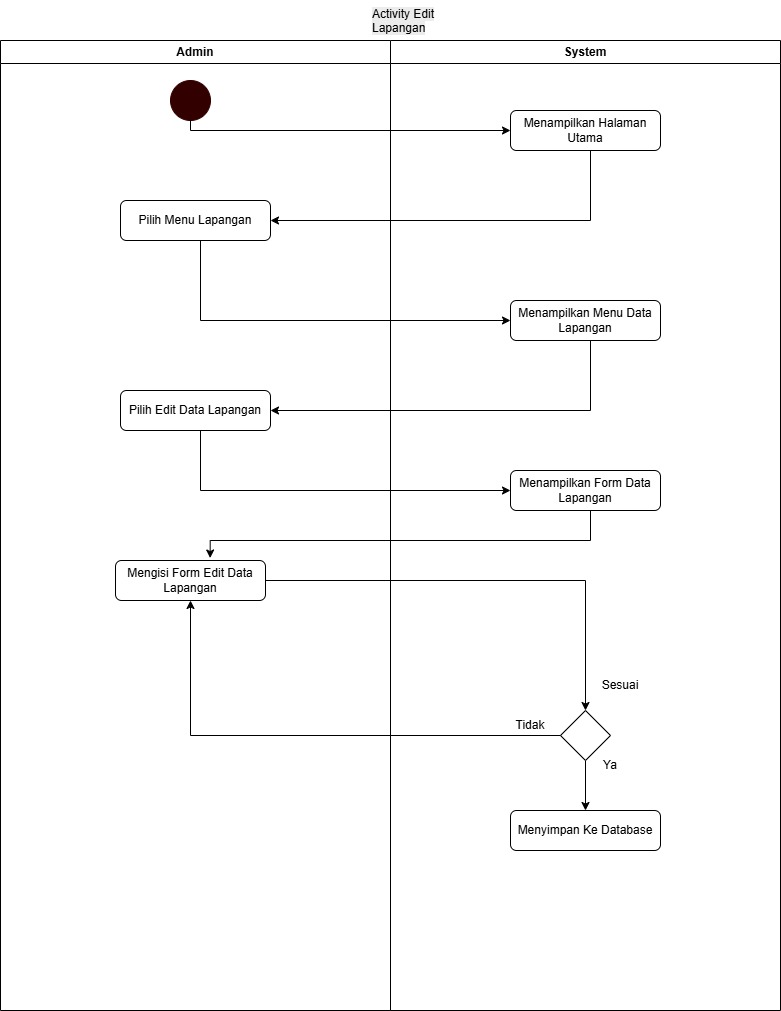 Activity Edit
Lapangan
Admin
System
Menampilkan Halaman
Utama
Pilih Menu Lapangan
Menampilkan Menu Data
Lapangan
Pilih Edit Data Lapangan
Menampilkan Form Data
Lapangan
Mengisi Form Edit Data
Lapangan
Sesuai
Tidak
Ya
Menyimpan Ke Database